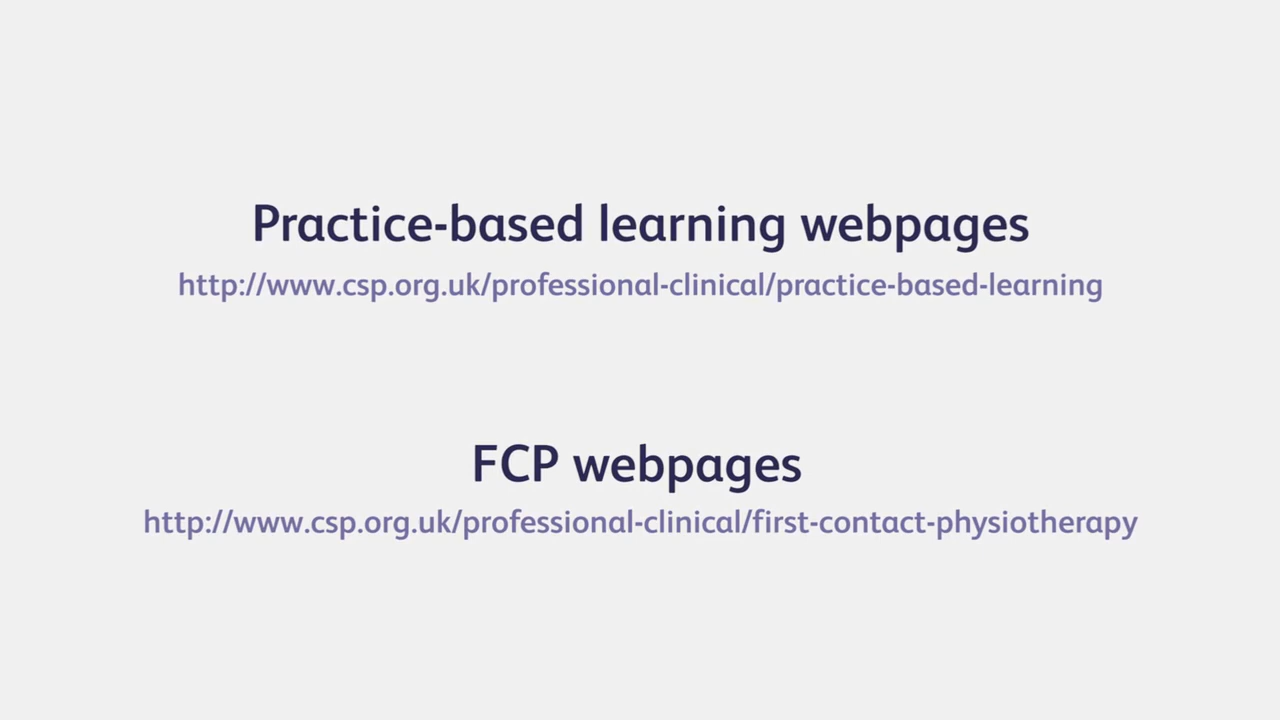 Practice-based learning webpages
http://www.csp.org.uk/professional-clinical/practice-based-learning
FCP webpages
http://www.csp.org.uk/professional-clinical/first-contact-physiotherapy